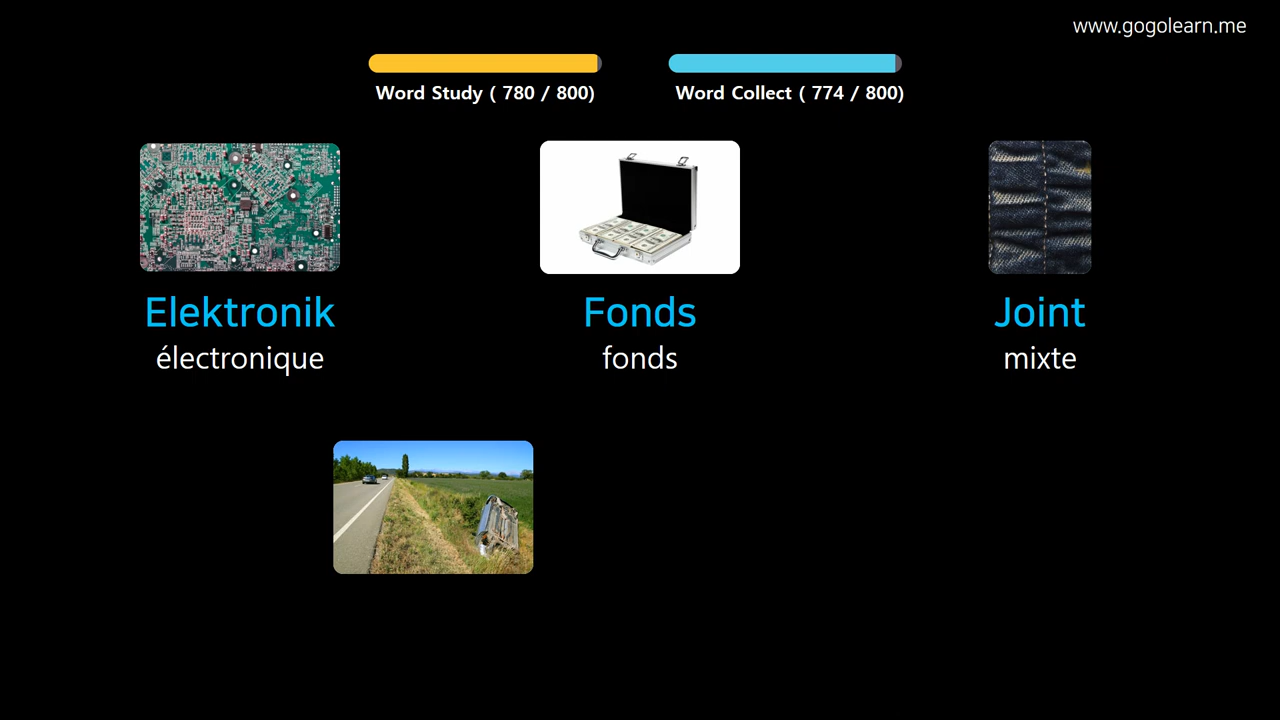 www.gogolearn.me
Word Study ( 780 / 800)
Word Collect ( 774 / 800)
Elektronik
électronique
Fonds
fonds
Joint
mixte